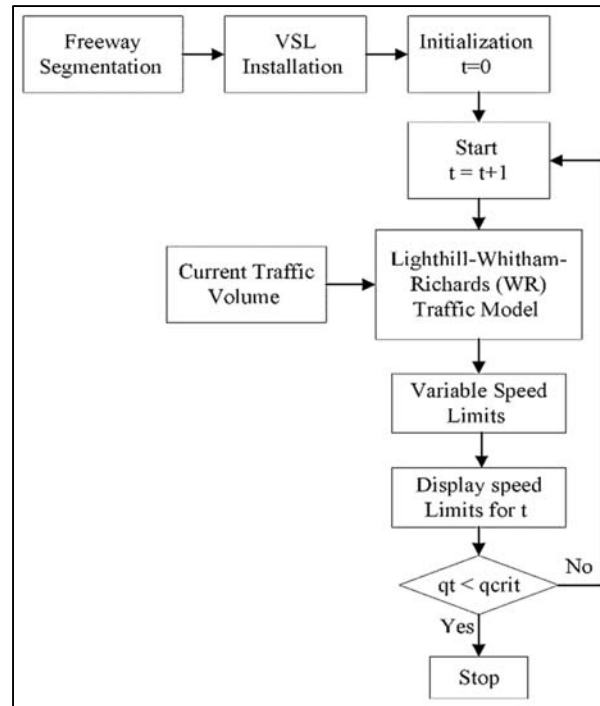 Freeway
Segmentation
VSL
Installation
Initialization
t=0
Start
t = t+1
Current Traffic
Volume
Lighthill-Whitham-
Richards (WR)
Traffic Model
Variable Speed
Limits
Display speed
Limits for t
qt < qcrit
No
Yes
Stop